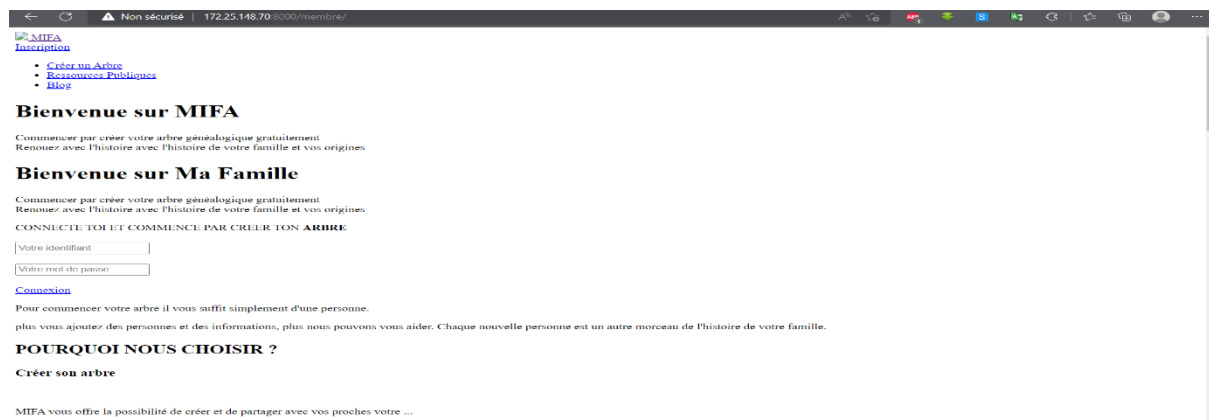 Non sécurisé | 172.25.148.70:8000/membre/
MIFA
Inscription
• Créer un Arbre
• Ressources Publiques
• Blog
Bienvenue sur MIFA
Commencer par créer votre arbre généalogique gratuitement
Renouez avec l'histoire avec l'histoire de votre famille et vos origines
Bienvenue sur Ma Famille
Commencer par créer votre arbre généalogique gratuitement
Renouez avec l'histoire avec l'histoire de votre famille et vos origines
CONNECTE TOI ET COMMENCE PAR CREER TON ARBRE
Votre identifiant
Votre mot de passe
Connexion
Pour commencer votre arbre il vous suffit simplement d'une personne.
plus vous ajoutez des personnes et des informations, plus nous pouvons vous aider. Chaque nouvelle personne est un autre morceau de l'histoire de votre famille.
POURQUOI NOUS CHOISIR ?
Créer son arbre
MIFA vous offre la possibilité de créer et de partager avec vos proches votre ...